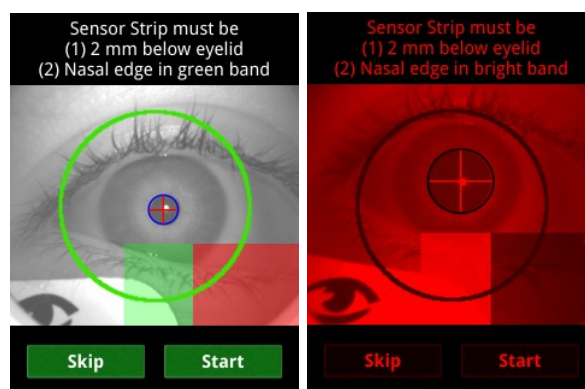 Sensor Strip must be
(1) 2 mm below eyelid
(2) Nasal edge in green band
Skip
Start
Sensor Strip must be
(1) 2 mm below eyelid
(2) Nasal edge in bright band
Skip
Start